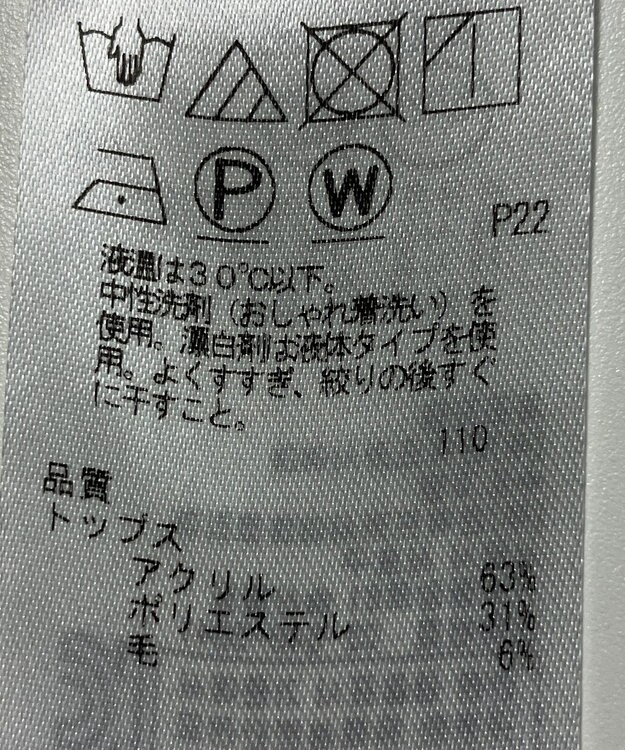 P W
P22
液温は30℃以下。
中性洗剤(おしゃれ着洗い)を
使用。漂白剤は液体タイプを使
用。よくすすぎ、絞りの後すぐ
に干すこと。
110
品質
トップス
アクリル 63%
ポリエステル 31%
毛 6%